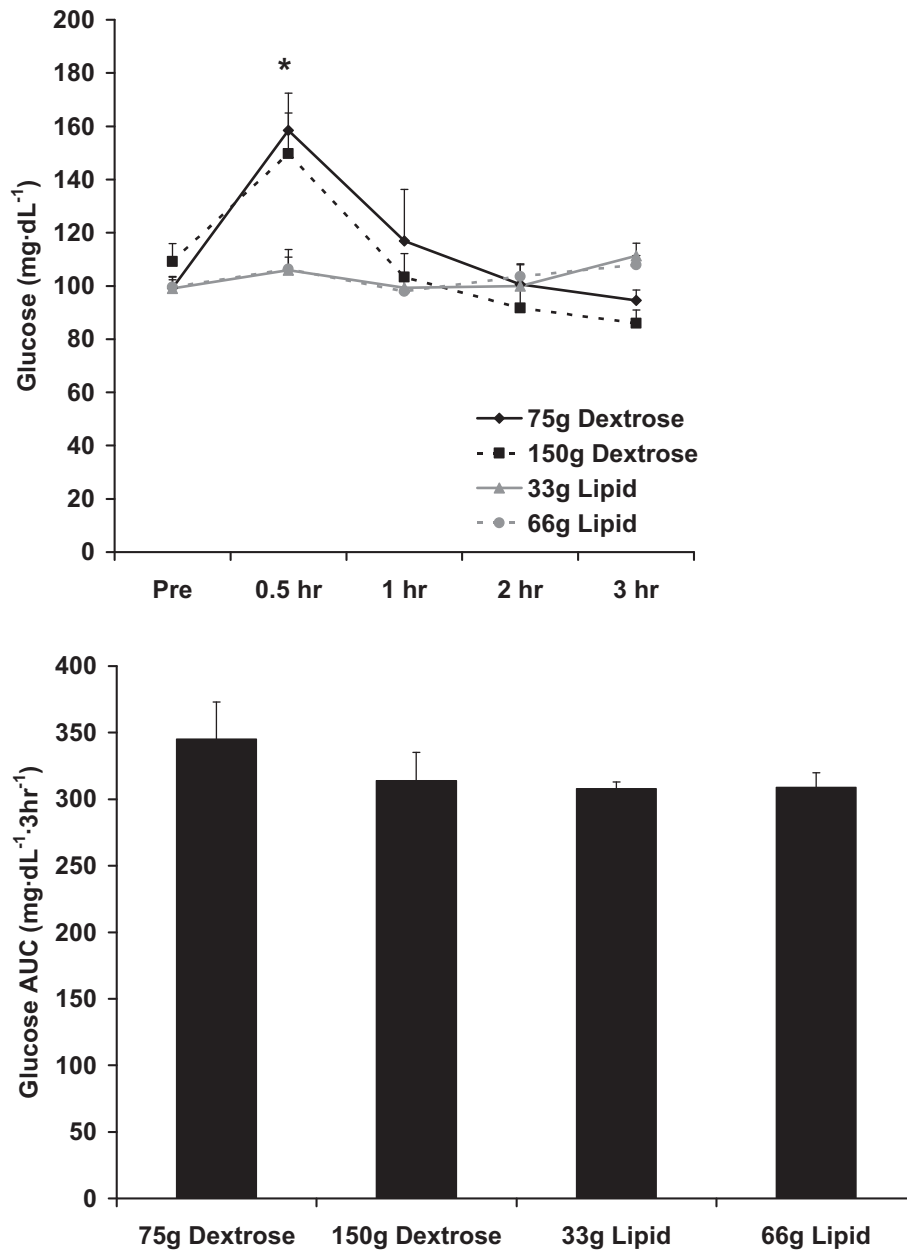 200
180
160
140
120
100
80
60
40
20
0
Glucose (mg·dL⁻¹)
*
75g Dextrose
150g Dextrose
33g Lipid
66g Lipid
Pre 0.5 hr 1 hr 2 hr 3 hr
400
350
300
250
200
150
100
50
0
Glucose AUC (mg·dL⁻¹·3hr⁻¹)
75g Dextrose 150g Dextrose 33g Lipid 66g Lipid